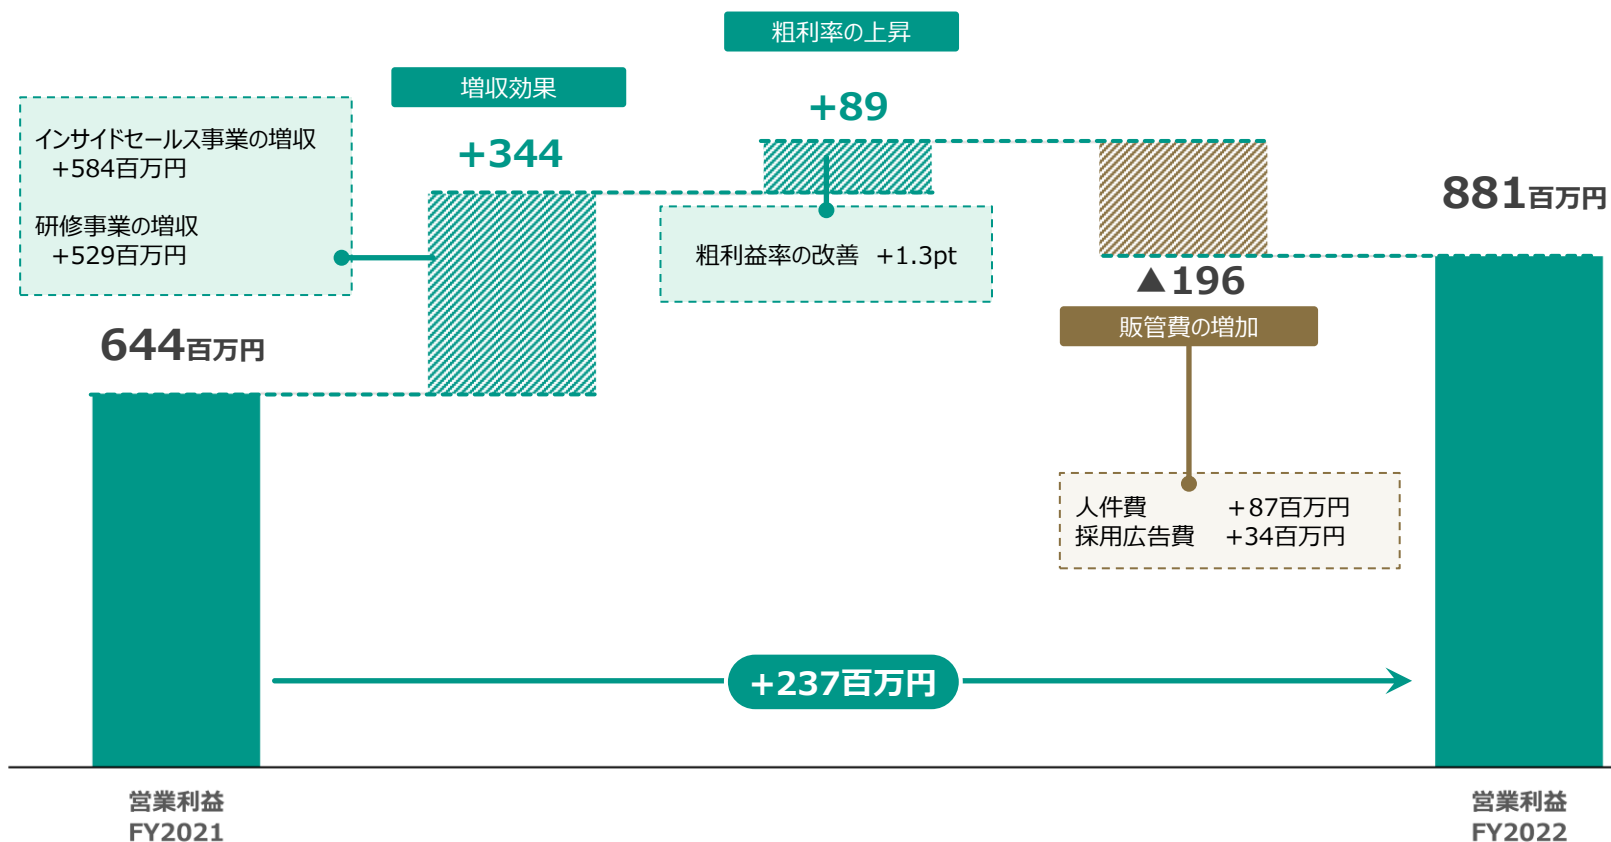 粗利率の上昇
増収効果
+89
インサイドセールス事業の増収
+584百万円
研修事業の増収
+529百万円
+344
881百万円
粗利益率の改善 +1.3pt
▲196
販管費の増加
644百万円
人件費 +87百万円
採用広告費 +34百万円
+237百万円
営業利益
FY2021
営業利益
FY2022